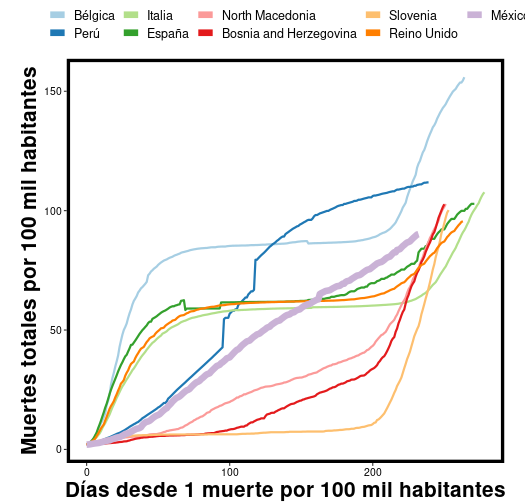 Bélgica Italia North Macedonia Slovenia Méxic
Perú España Bosnia and Herzegovina Reino Unido
Muertes totales por 100 mil habitantes
150
100
50
0
0 100 200
Días desde 1 muerte por 100 mil habitantes